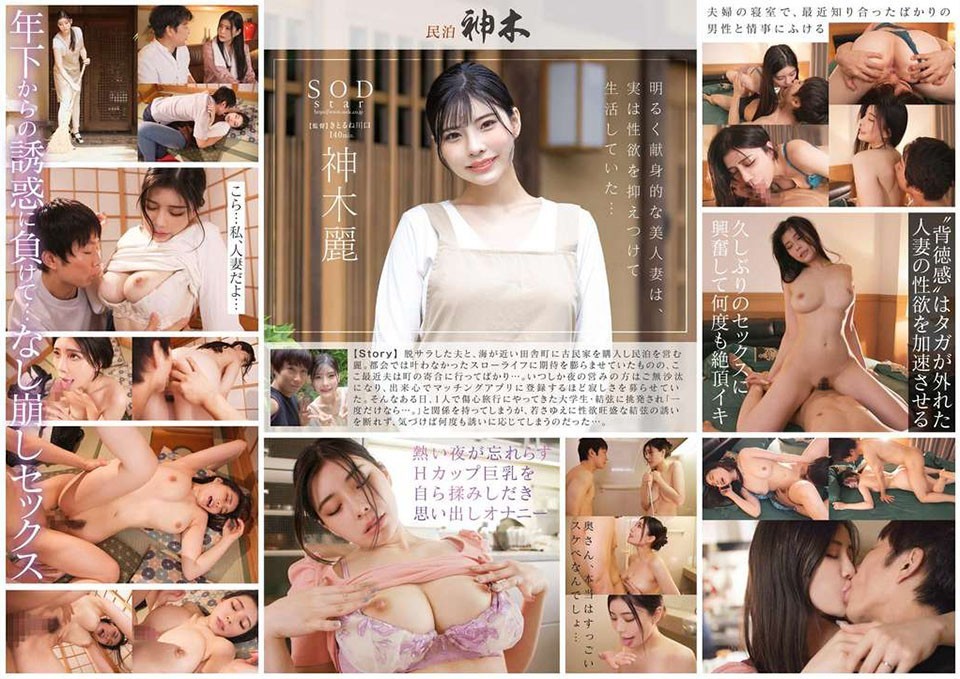 年下からの誘惑に負けて…なし崩しセックス
こら…私、人妻だよ…
民泊 神木
SOD
star
【監督】きとるね川口
140min.
神木麗
明るく献身的な美人妻は、
実は性欲を抑えつけて
生活していた…
【Story】脱サラした夫と、海が近い田舎町に古民家を購入し民泊を営む
麗。都会では叶わなかったスローライフに期待を膨らませていたものの、こ
こ最近夫は町の寄合に行ってばかり…。いつしか夜の営みの方はご無沙汰
になり、出来心でマッチングアプリに登録するほど寂しさを募らせてい
た。そんなある日、1人で傷心旅行にやってきた大学生・結弦に挑発され「一
度だけなら…。」と関係を持ってしまうが、若さゆえに性欲旺盛な結弦の誘い
を断れず、気づけば何度も誘いに応じてしまうのだった…。
熱い夜が忘れらず
Hカップ巨乳を
自ら揉みしだき
思い出しオナニー
奥さん、本当はすっごい
スケベなんでしょ…
夫婦の寝室で、最近知り合ったばかりの
男性と情事にふける
“背徳感”はタガが外れた
人妻の性欲を加速させる
久しぶりのセックスに
興奮して何度も絶頂イキ